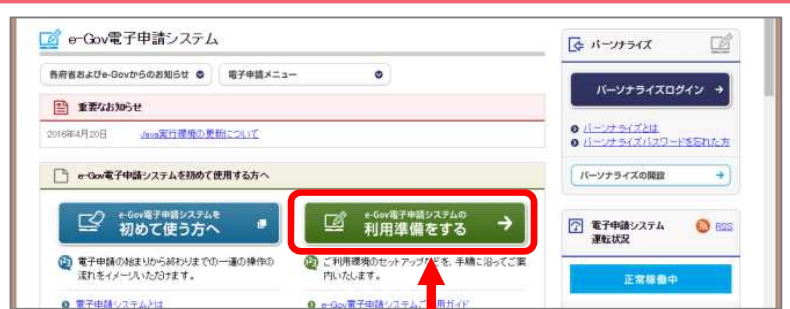 e-Gov電子申請システム
各府省およびe-Govからのお知らせ
電子申請メニュー
重要なお知らせ
2016年4月20日 Java実行環境の更新について
e-Gov電子申請システムを初めて使用する方へ
e-Gov電子申請システムを
初めて使う方へ
電子申請の始まりから終わりまでの一連の操作の
流れをイメージいただけます。
電子申請システムとは
e-Gov電子申請システムの
利用準備をする
ご利用環境のセットアップなどを、手順に沿ってご案
内いたします。
e-Gov電子申請システムご利用ガイド
パーソナライズ
パーソナライズログイン
パーソナライズとは
パーソナライズパスワードを忘れた方
パーソナライズの開設
電子申請システム
運転状況
RSS
正常稼働中